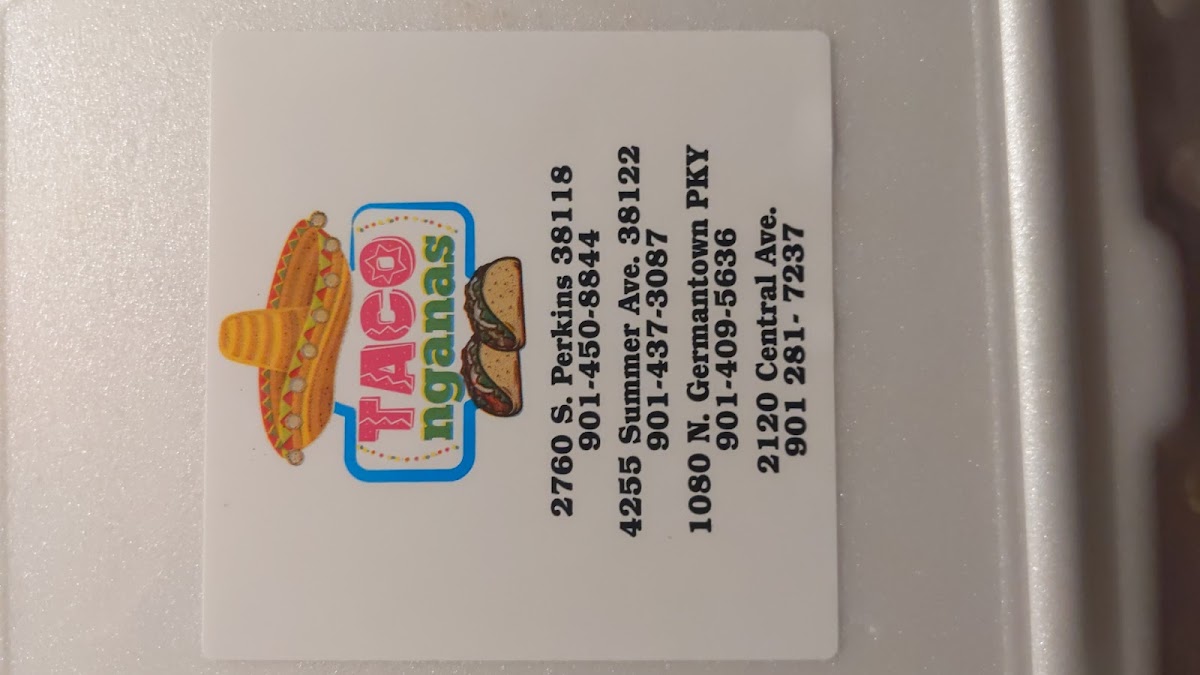 TACO
nganas
2760 S. Perkins 38118
901-450-8844
4255 Summer Ave. 38122
901-437-3087
1080 N. Germantown PKY
901-409-5636
2120 Central Ave.
901 281- 7237